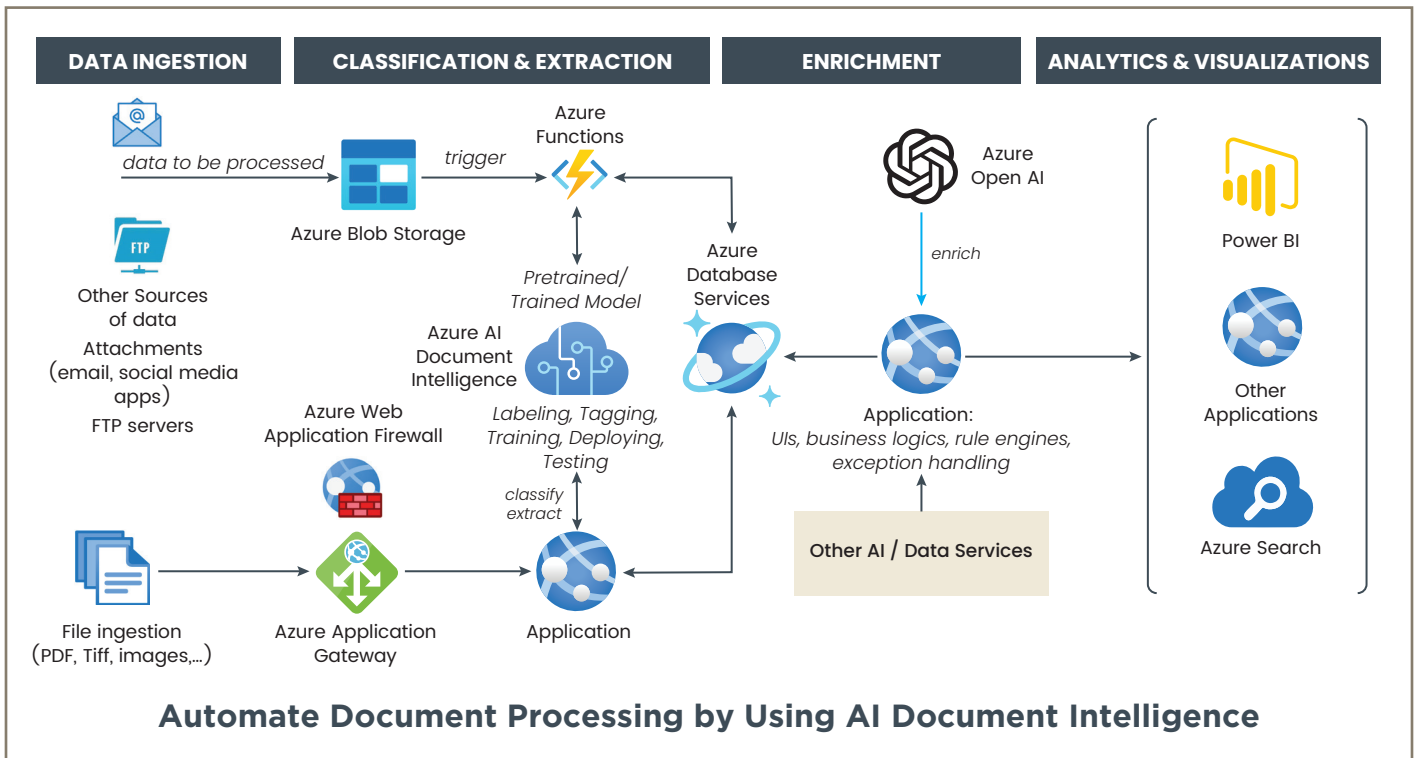 DATA INGESTION
CLASSIFICATION & EXTRACTION
ENRICHMENT
ANALYTICS & VISUALIZATIONS
@
data to be processed
FTP
Other Sources
of data
Attachments
(email, social media
apps)
FTP servers
File ingestion
(PDF, Tiff, images,...)
Azure Blob Storage
trigger
Azure
Functions
Pretrained/
Trained Model
Azure AI
Document
Intelligence
Labeling, Tagging,
Training, Deploying,
Testing
classify
extract
Azure Web
Application Firewall
Azure Application
Gateway
Application
Azure
Database
Services
Azure
Open AI
enrich
Application:
UIs, business logics, rule engines,
exception handling
Other AI / Data Services
Power BI
Other
Applications
Azure Search
Automate Document Processing by Using AI Document Intelligence